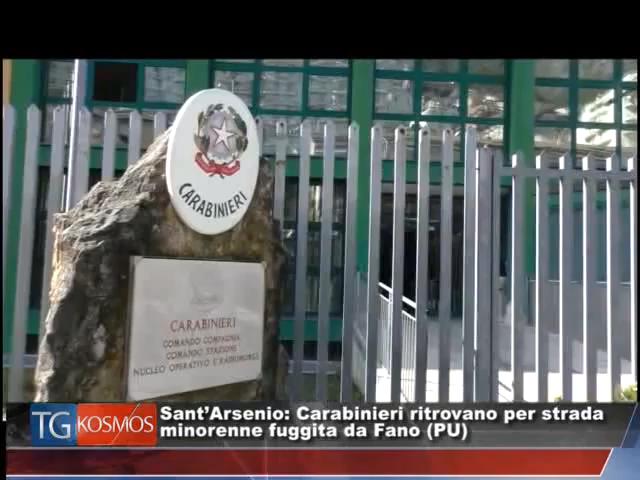 CARABINIERI
CARABINIERI
COMANDO COMPAGNIA
COMANDO STAZIONE
NUCLEO OPERATIVO E RADIOMOBILE
TG KOSMOS
Sant'Arsenio: Carabinieri ritrovano per strada
minorenne fuggita da Fano (PU)